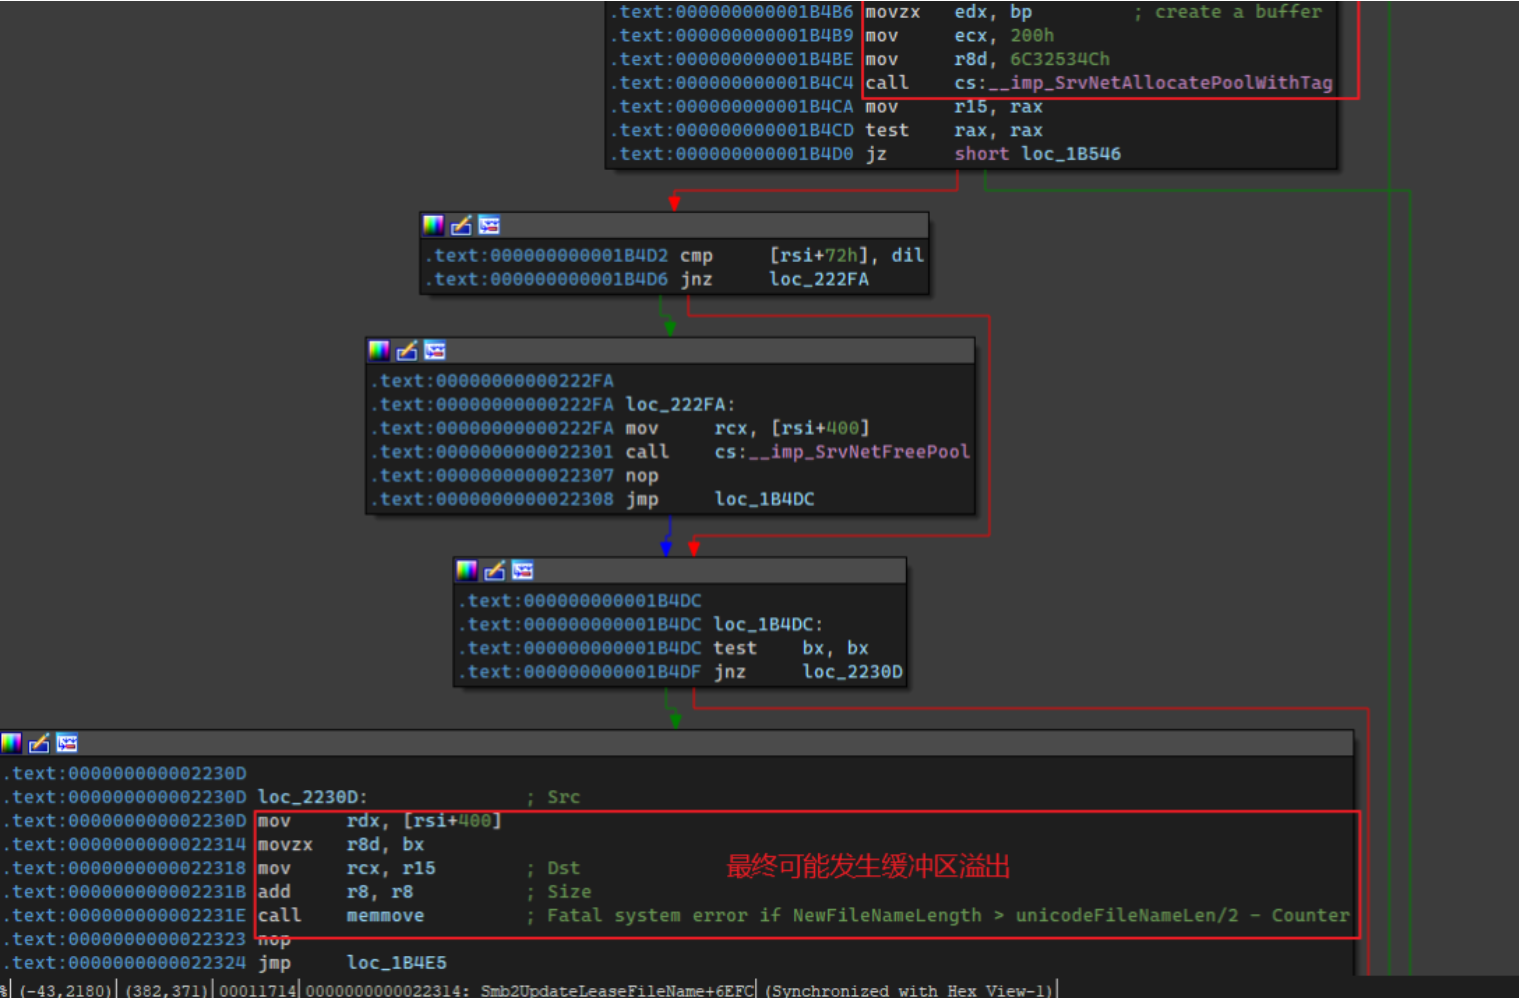 .text:000000000001B4B6 movzx edx, bp ; create a buffer
.text:000000000001B4B9 mov ecx, 200h
.text:000000000001B4BE mov r8d, 6C32534Ch
.text:000000000001B4C4 call cs:__imp_SrvNetAllocatePoolWithTag
.text:000000000001B4CA mov r15, rax
.text:000000000001B4CD test rax, rax
.text:000000000001B4D0 jz short loc_1B546
.text:000000000001B4D2 cmp [rsi+72h], dil
.text:000000000001B4D6 jnz loc_222FA
.text:00000000000222FA
.text:00000000000222FA loc_222FA:
.text:00000000000222FA mov rcx, [rsi+400]
.text:0000000000022301 call cs:__imp_SrvNetFreePool
.text:0000000000022307 nop
.text:0000000000022308 jmp loc_1B4DC
.text:000000000001B4DC
.text:000000000001B4DC loc_1B4DC:
.text:000000000001B4DC test bx, bx
.text:000000000001B4DF jnz loc_2230D
.text:000000000002230D
.text:000000000002230D loc_2230D: ; Src
.text:000000000002230D mov rdx, [rsi+400]
.text:0000000000022314 movzx r8d, bx
.text:0000000000022318 mov rcx, r15 ; Dst
最终可能发生缓冲区溢出
.text:000000000002231B add r8, r8 ; Size
.text:000000000002231E call memmove ; Fatal system error if NewFileNameLength > unicodeFileNameLen/2 - Counter
.text:0000000000022323 nop
.text:0000000000022324 jmp loc_1B4E5
%| (-43,2180)| (382,371)| 00011714| 0000000000022314: Smb2UpdateLeaseFileName+6EFC| (Synchronized with Hex View-1)|